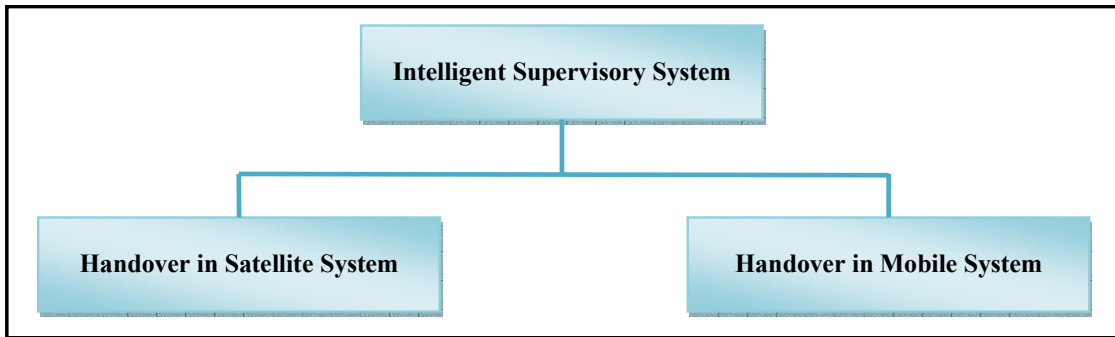 Intelligent Supervisory System
Handover in Satellite System
Handover in Mobile System